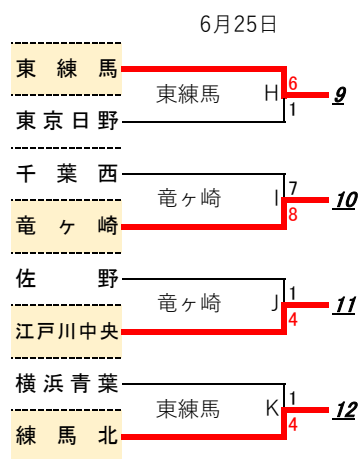 6月25日
東練馬
6
東練馬 H
9
1
東京日野
千葉西
7
竜ヶ崎 I
10
8
竜ヶ崎
佐野
1
竜ヶ崎 J
11
4
江戸川中央
横浜青葉
1
東練馬 K
12
4
練馬北